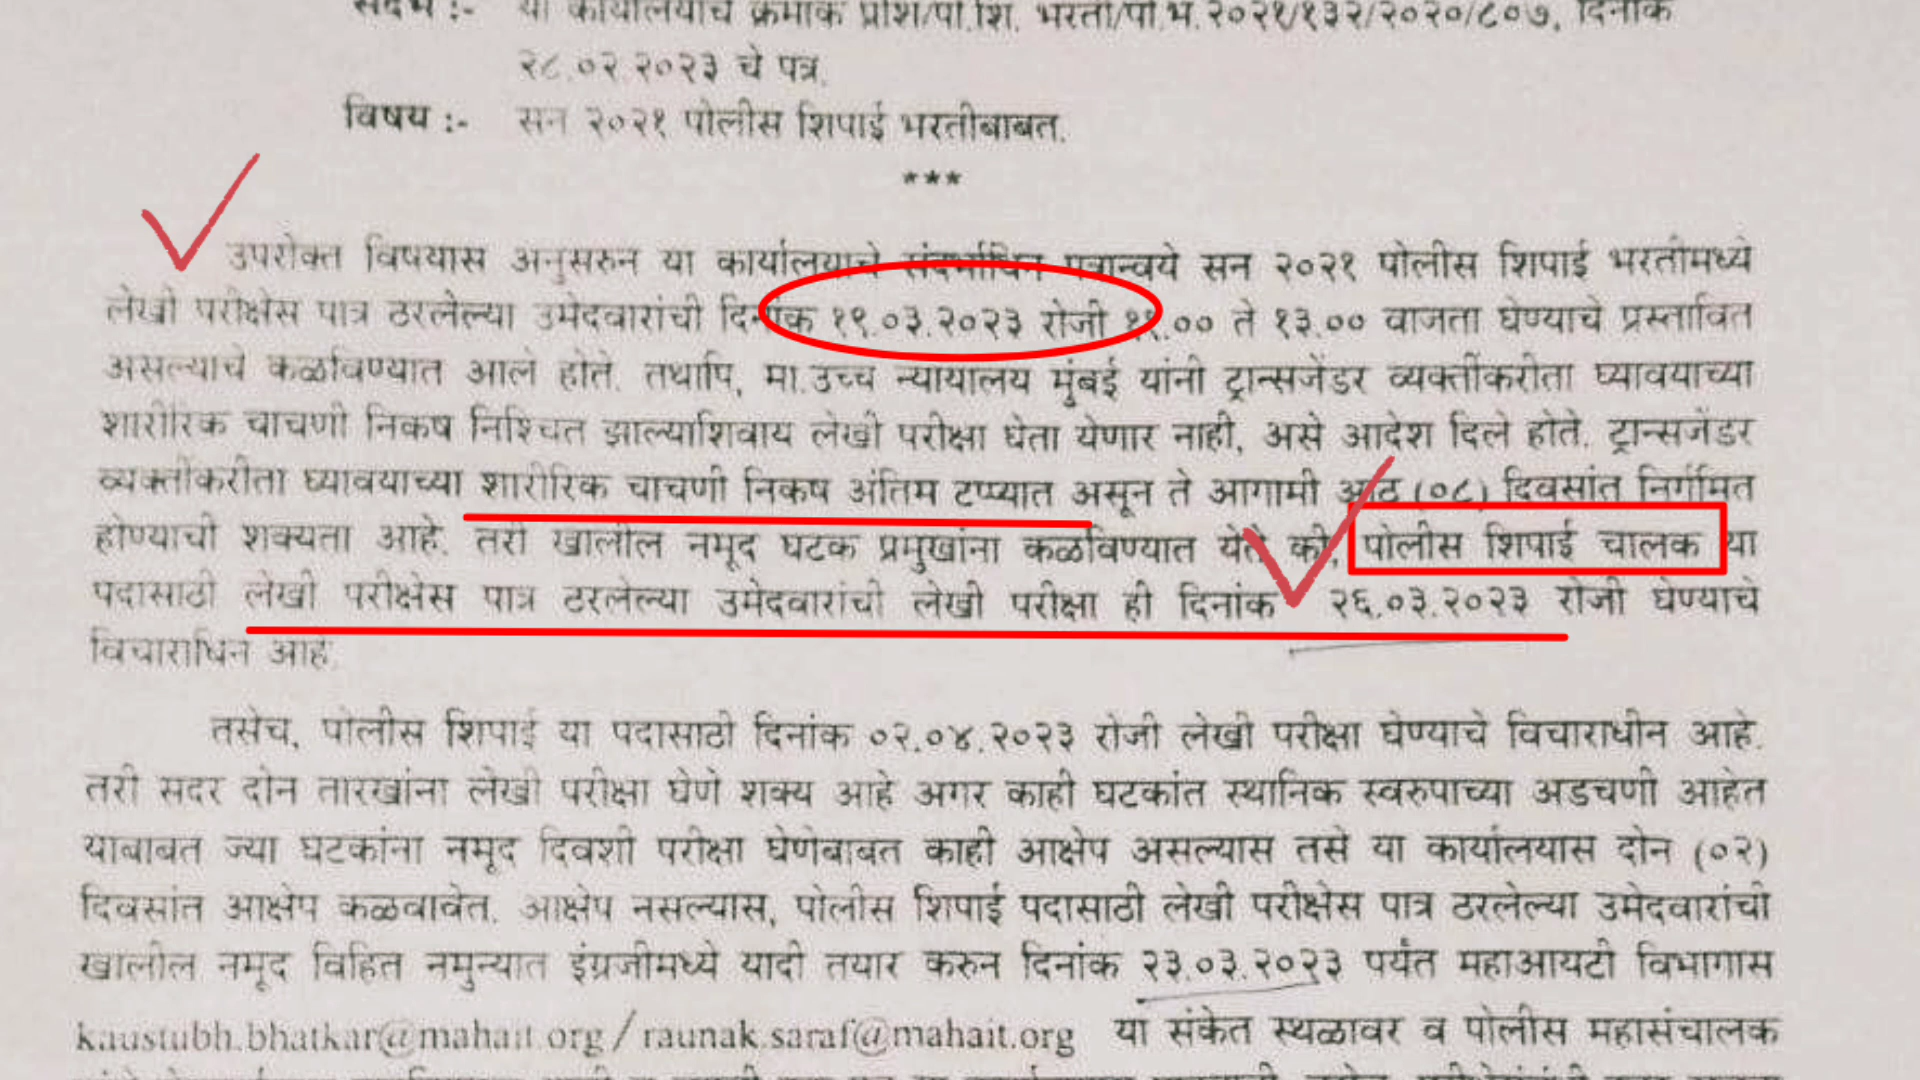 संदर्भ :- या कार्यालयाचे क्रमांक प्रशि/पो.शि. भरती/पो.भ.२०२१/१३२/२०२०/८०७, दिनांक
२८.०२.२०२३ चे पत्र.
विषय :- सन २०२१ पोलीस शिपाई भरतीबाबत.
***
उपरोक्त विषयास अनुसरुन या कार्यालयाचे संदर्भाधिन पत्रान्वये सन २०२१ पोलीस शिपाई भरतीमध्ये
लेखी परीक्षेस पात्र ठरलेल्या उमेदवारांची दिनांक १९.०३.२०२३ रोजी ११.०० ते १३.०० वाजता घेण्याचे प्रस्तावित
असल्याचे कळविण्यात आले होते. तथापि, मा.उच्च न्यायालय मुंबई यांनी ट्रान्सजेंडर व्यक्तींकरीता घ्यावयाच्या
शारीरिक चाचणी निकष निश्चित झाल्याशिवाय लेखी परीक्षा घेता येणार नाही, असे आदेश दिले होते. ट्रान्सजेंडर
व्यक्तींकरीता घ्यावयाच्या शारीरिक चाचणी निकष अंतिम टप्प्यात असून ते आगामी आठ (०८) दिवसांत निर्गमित
होण्याची शक्यता आहे. तरी खालील नमूद घटक प्रमुखांना कळविण्यात येते की, पोलीस शिपाई चालक या
पदासाठी लेखी परीक्षेस पात्र ठरलेल्या उमेदवारांची लेखी परीक्षा ही दिनांक २६.०३.२०२३ रोजी घेण्याचे
विचाराधिन आहे.
तसेच, पोलीस शिपाई या पदासाठी दिनांक ०२.०४.२०२३ रोजी लेखी परीक्षा घेण्याचे विचाराधीन आहे.
तरी सदर दोन तारखांना लेखी परीक्षा घेणे शक्य आहे अगर काही घटकांत स्थानिक स्वरुपाच्या अडचणी आहेत
याबाबत ज्या घटकांना नमूद दिवशी परीक्षा घेणेबाबत काही आक्षेप असल्यास तसे या कार्यालयास दोन (०२)
दिवसांत आक्षेप कळवावेत. आक्षेप नसल्यास, पोलीस शिपाई पदासाठी लेखी परीक्षेस पात्र ठरलेल्या उमेदवारांची
खालील नमूद विहित नमुन्यात इंग्रजीमध्ये यादी तयार करुन दिनांक २३.०३.२०२३ पर्यंत महाआयटी विभागास
kaustubh.bhatkar@mahait.org / raunak.saraf@mahait.org या संकेत स्थळावर व पोलीस महासंचालक